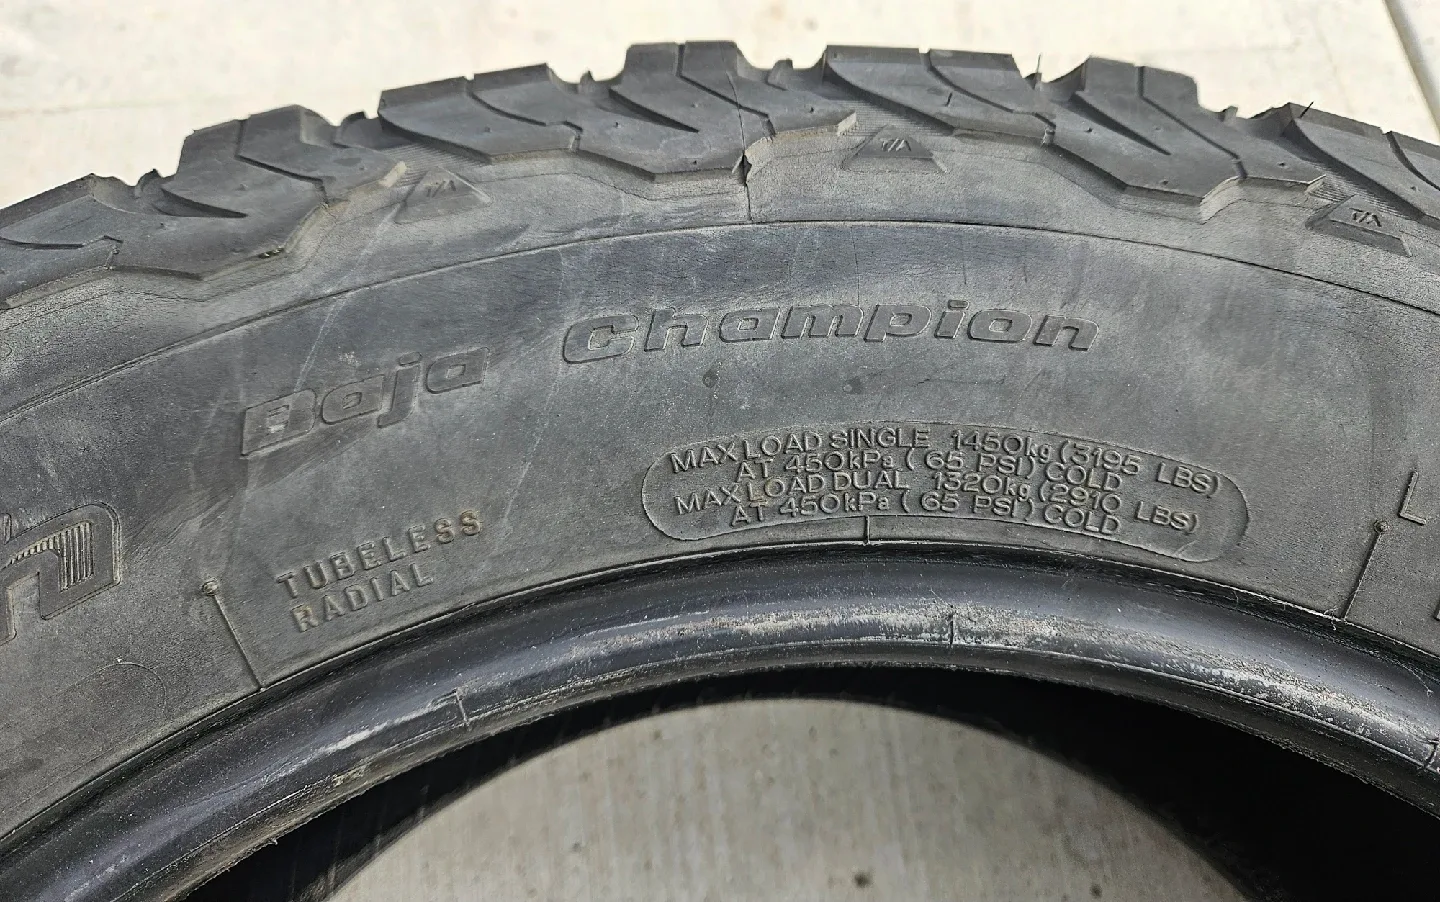 T/A
T/A
T/A
Baja Champion
MAX LOAD SINGLE 1450kg (3195 LBS)
AT 450kPa (65 PSI) COLD
MAX LOAD DUAL 1320kg (2910 LBS)
AT 450kPa (65 PSI) COLD
TUBELESS
RADIAL